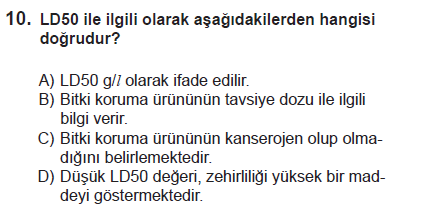 10. LD50 ile ilgili olarak aşağıdakilerden hangisi
doğrudur?
A) LD50 g/l olarak ifade edilir.
B) Bitki koruma ürününün tavsiye dozu ile ilgili
bilgi verir.
C) Bitki koruma ürününün kanserojen olup olma-
dığını belirlemektedir.
D) Düşük LD50 değeri, zehirliliği yüksek bir mad-
deyi göstermektedir.